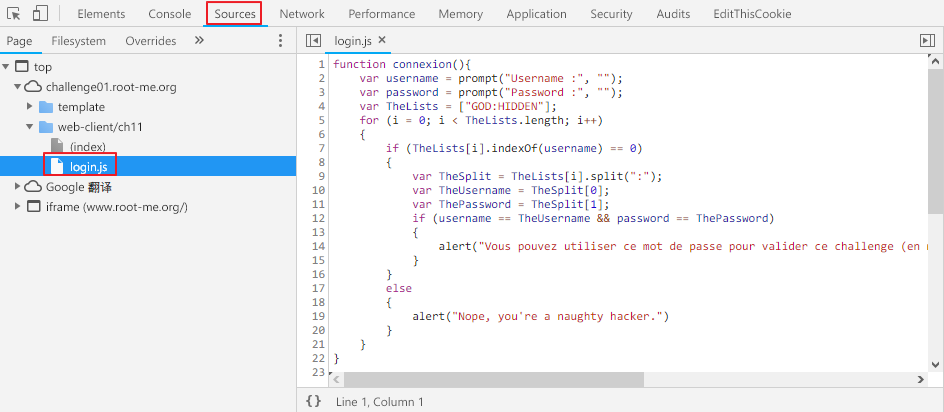 Elements Console Sources Network Performance Memory Application Security Audits EditThisCookie
Page Filesystem Overrides »
login.js ×
top
challenge01.root-me.org
template
web-client/ch11
(index)
login.js
Google 翻译
iframe (www.root-me.org/)
1 function connexion(){
2 var username = prompt("Username :", "");
3 var password = prompt("Password :", "");
4 var TheLists = ["GOD:HIDDEN"];
5 for (i = 0; i < TheLists.length; i++)
6 {
7 if (TheLists[i].indexOf(username) == 0)
8 {
9 var TheSplit = TheLists[i].split(":");
10 var TheUsername = TheSplit[0];
11 var ThePassword = TheSplit[1];
12 if (username == TheUsername && password == ThePassword)
13 {
14 alert("Vous pouvez utiliser ce mot de passe pour valider ce challenge (en
15 }
16 }
17 else
18 {
19 alert("Nope, you're a naughty hacker.")
20 }
21 }
22 }
23
{} Line 1, Column 1